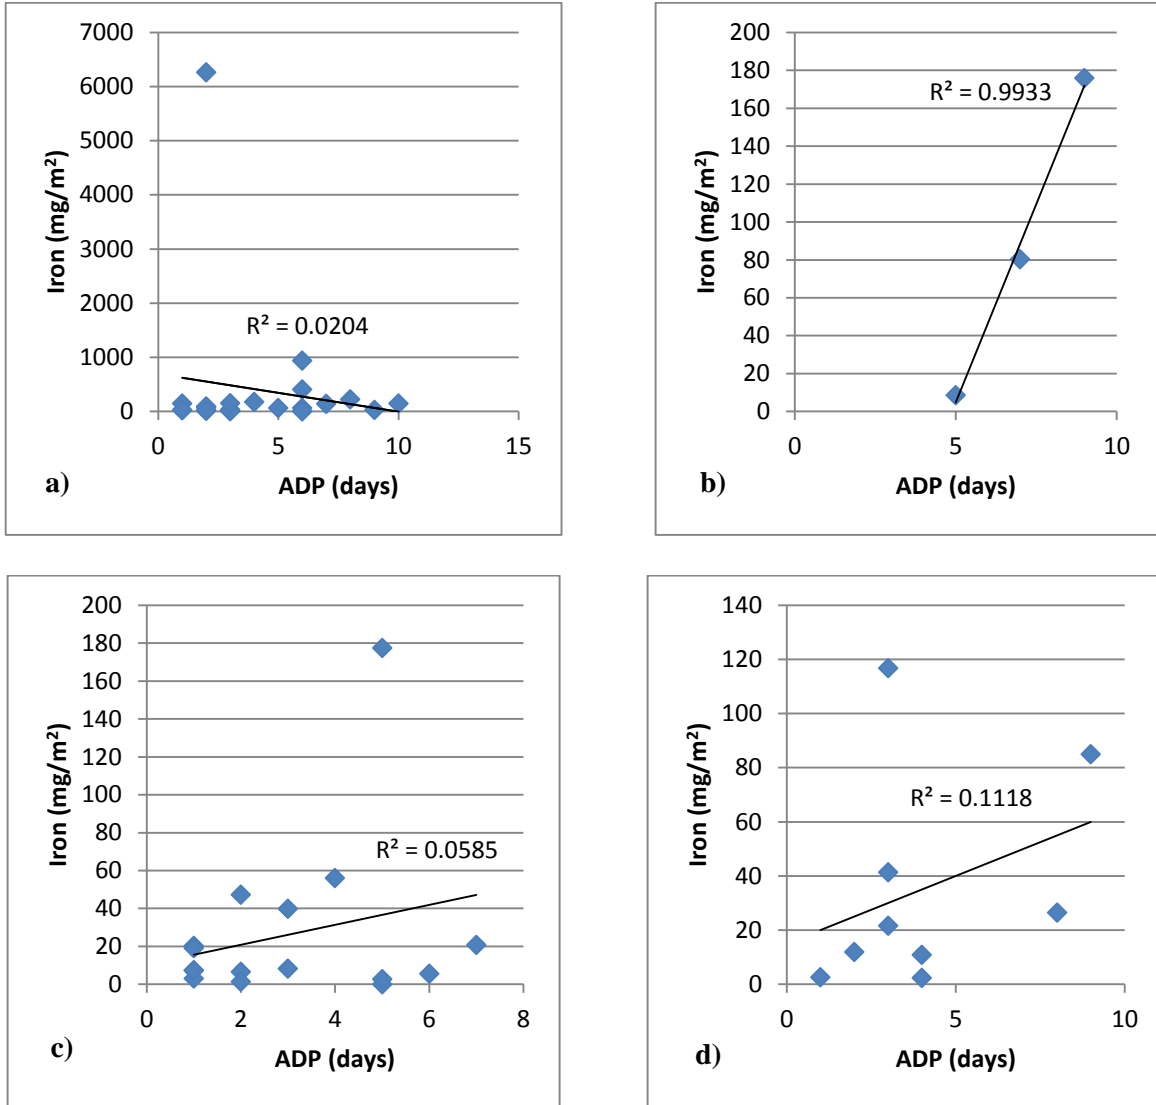 7000
6000
5000
4000
3000
2000
1000
0
Iron (mg/m²)
R² = 0.0204
0 5 10 15
ADP (days)
a)
200
180
160
140
120
100
80
60
40
20
0
Iron (mg/m²)
R² = 0.9933
0 5 10
ADP (days)
b)
200
180
160
140
120
100
80
60
40
20
0
Iron (mg/m²)
R² = 0.0585
0 2 4 6 8
ADP (days)
c)
140
120
100
80
60
40
20
0
Iron (mg/m²)
R² = 0.1118
0 5 10
ADP (days)
d)